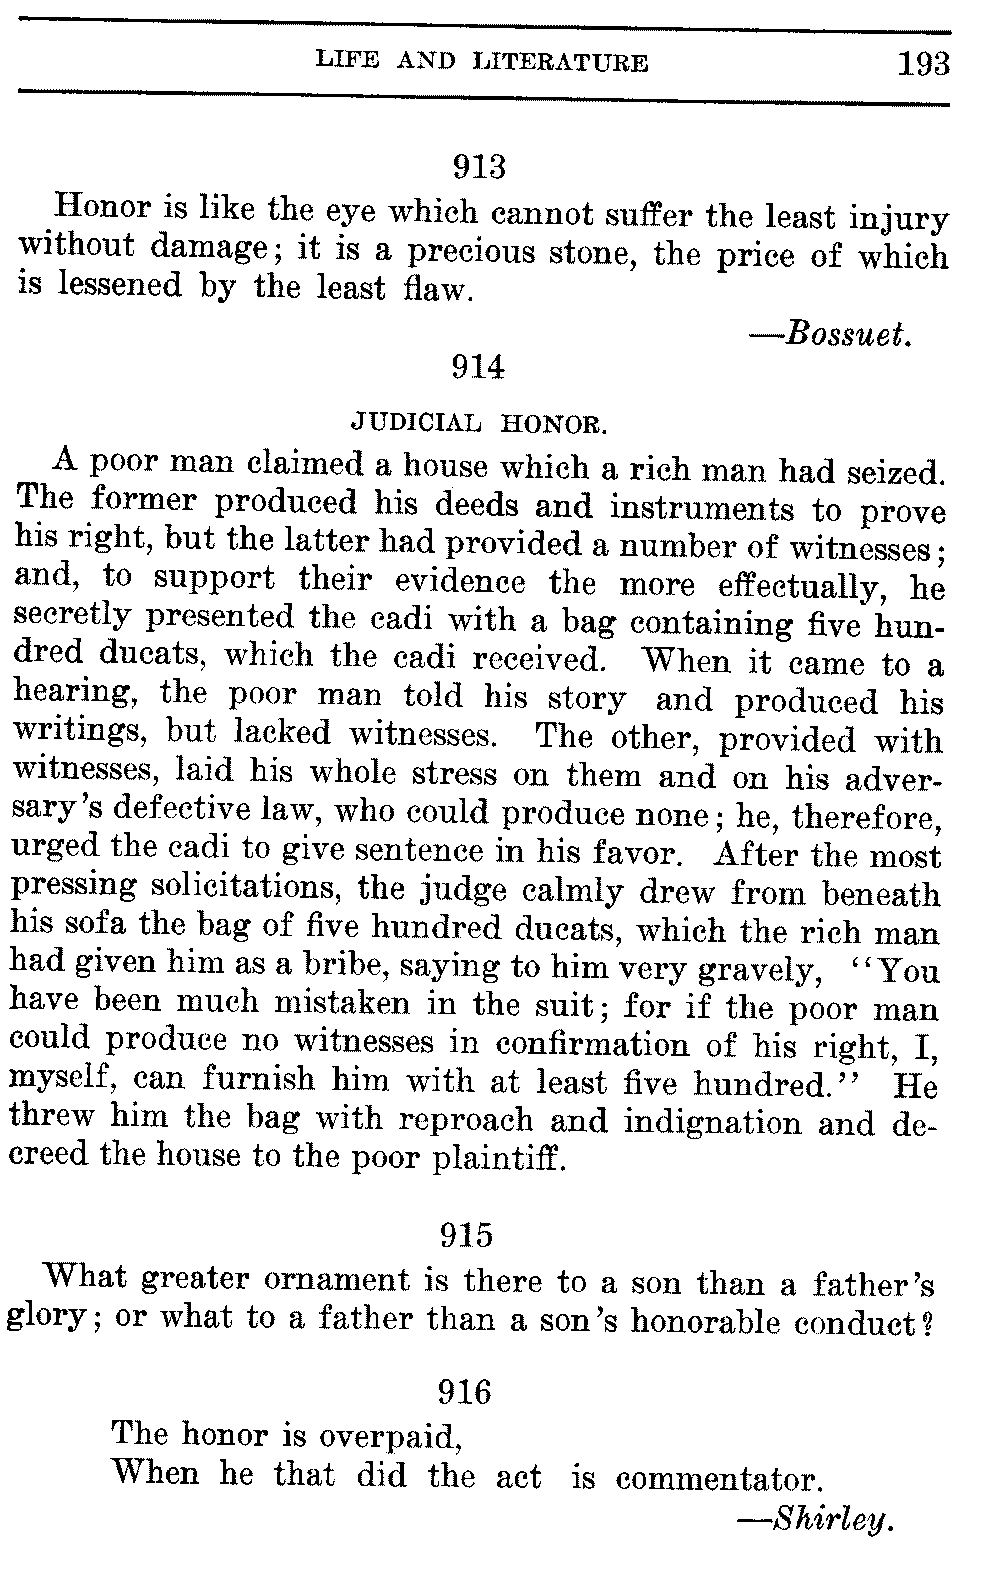 LIFE AND LITERATURE 193
913
Honor is like the eye which cannot suffer the least injury
without damage; it is a precious stone, the price of which
is lessened by the least flaw.
—Bossuet.
914
JUDICIAL HONOR.
A poor man claimed a house which a rich man had seized.
The former produced his deeds and instruments to prove
his right, but the latter had provided a number of witnesses;
and, to support their evidence the more effectually, he
secretly presented the cadi with a bag containing five hun-
dred ducats, which the cadi received. When it came to a
hearing, the poor man told his story and produced his
writings, but lacked witnesses. The other, provided with
witnesses, laid his whole stress on them and on his adver-
sary's defective law, who could produce none; he, therefore,
urged the cadi to give sentence in his favor. After the most
pressing solicitations, the judge calmly drew from beneath
his sofa the bag of five hundred ducats, which the rich man
had given him as a bribe, saying to him very gravely, "You
have been much mistaken in the suit; for if the poor man
could produce no witnesses in confirmation of his right, I,
myself, can furnish him with at least five hundred." He
threw him the bag with reproach and indignation and de-
creed the house to the poor plaintiff.
915
What greater ornament is there to a son than a father's
glory; or what to a father than a son's honorable conduct?
916
The honor is overpaid,
When he that did the act is commentator.
—Shirley.